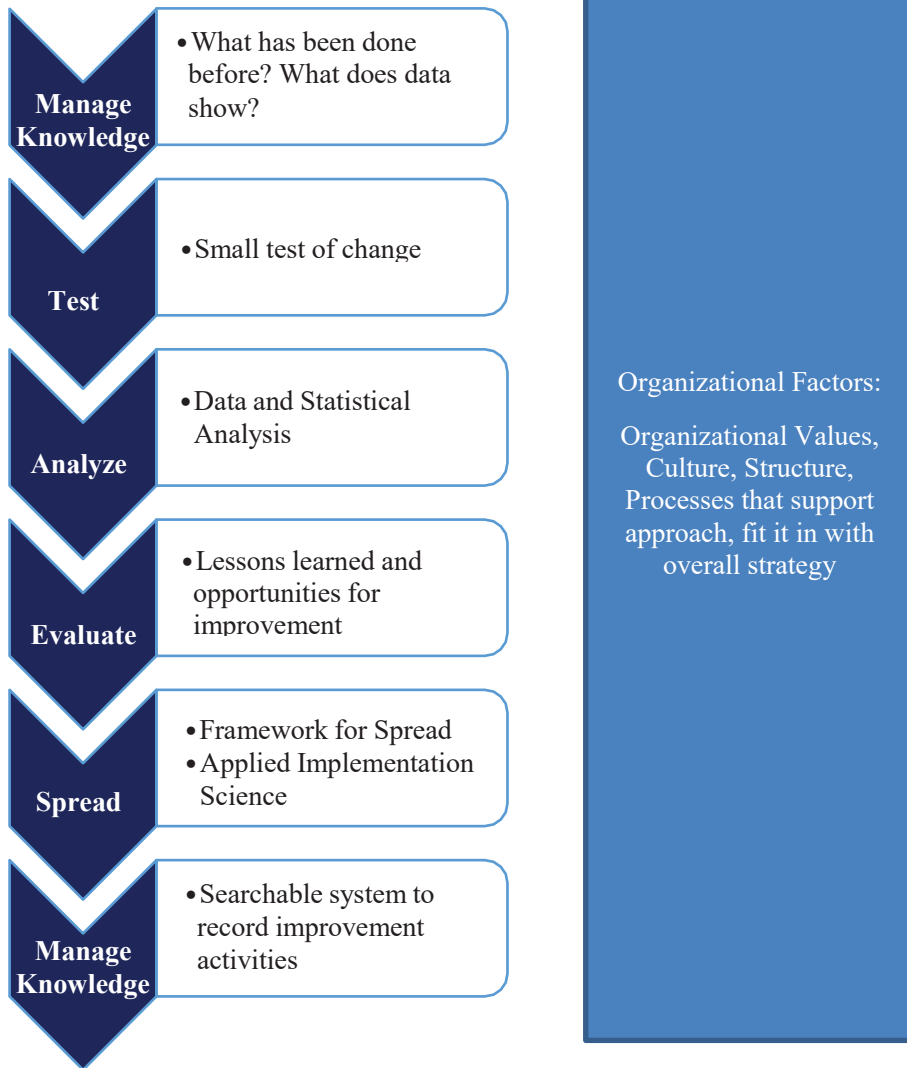 Manage
Knowledge
•What has been done
before? What does data
show?
Test
•Small test of change
Analyze
•Data and Statistical
Analysis
Evaluate
•Lessons learned and
opportunities for
improvement
Spread
•Framework for Spread
•Applied Implementation
Science
Manage
Knowledge
•Searchable system to
record improvement
activities
Organizational Factors:
Organizational Values,
Culture, Structure,
Processes that support
approach, fit it in with
overall strategy